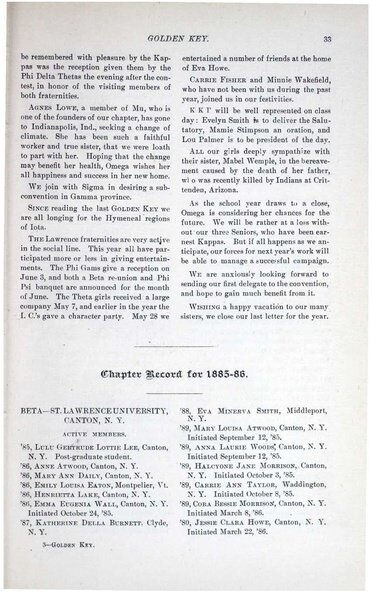 GOLDEN KEY. 33
be remembered with pleasure by the Kap-
pas was the reception given them by the
Phi Delta Thetas the evening after the con-
test, in honor of the visiting members of
both fraternities.
AGNES LOWE, a member of Mu, who is
one of the founders of our chapter, has gone
to Indianapolis, Ind., seeking a change of
climate. She has been such a faithful
worker and true sister, that we were loath
to part with her. Hoping that the change
may benefit her health, Omega wishes her
all happiness and success in her new home.
WE join with Sigma in desiring a sub-
convention in Gamma province.
SINCE reading the last GOLDEN KEY we
are all longing for the Hymeneal regions
of Iota.
THE Lawrence fraternities are very active
in the social line. This year all have par-
ticipated more or less in giving entertain-
ments. The Phi Gams give a reception on
June 3, and both a Beta re-union and Phi
Psi banquet are announced for the month
of June. The Theta girls received a large
company May 7, and earlier in the year the
I. C.'s gave a character party. May 28 we
entertained a number of friends at the home
of Eva Howe.
CARRIE FISHER and Minnie Wakefield,
who have not been with us during the past
year, joined us in our festivities.
K K Γ will be well represented on class
day: Evelyn Smith is to deliver the Salu-
tatory, Mamie Stimpson an oration, and
Lou Palmer is to be president of the day.
ALL our girls deeply sympathize with
their sister, Mabel Wemple, in the bereave-
ment caused by the death of her father,
who was recently killed by Indians at Crit-
tenden, Arizona.
As the school year draws to a close,
Omega is considering her chances for the
future. We will be rather at a loss with-
out our three Seniors, who have been ear-
nest Kappas. But if all happens as we an-
ticipate, our forces for next year's work will
be able to manage a successful campaign.
WE are anxiously looking forward to
sending our first delegate to the convention,
and hope to gain much benefit from it.
WISHING a happy vacation to our many
sisters, we close our last letter for the year.
Chapter Record for 1885-86.
BETA—ST. LAWRENCE UNIVERSITY,
CANTON, N. Y.
ACTIVE MEMBERS.
'85, LULU GERTRUDE LOTTIE LEE, Canton,
N. Y. Post-graduate student.
'86, ANNE ATWOOD, Canton, N. Y.
'86, MARY ANN DAILY, Canton, N. Y.
'86, EMILY LOUISA EATON, Montpelier, Vt.
'86, HENRIETTA LAKE, Canton, N. Y.
'86, EMMA EUGENIA WALL, Canton, N. Y.
Initiated October 24, '85.
'87, KATHERINE DELLA BURNETT. Clyde,
N. Y.
'88, EVA MINERVA SMITH, Middleport,
N. Y.
'89, MARY LOUISA ATWOOD, Canton, N. Y.
Initiated September 12, '85.
'89, ANNA LAURIE WOODS, Canton, N. Y.
Initiated September 12, '85.
'89, HALCYONE JANE MORRISON, Canton,
N. Y. Initiated October 3, '85.
'89, CARRIE ANN TAYLOR, Waddington,
N. Y. Initiated October 8, '85.
'89, CORA BESSIE MORRISON, Canton, N. Y.
Initiated March 8, '86.
'80, JESSIE CLARA HOWE, Canton, N. Y.
Initiated March 22, '86.
3—GOLDEN KEY.